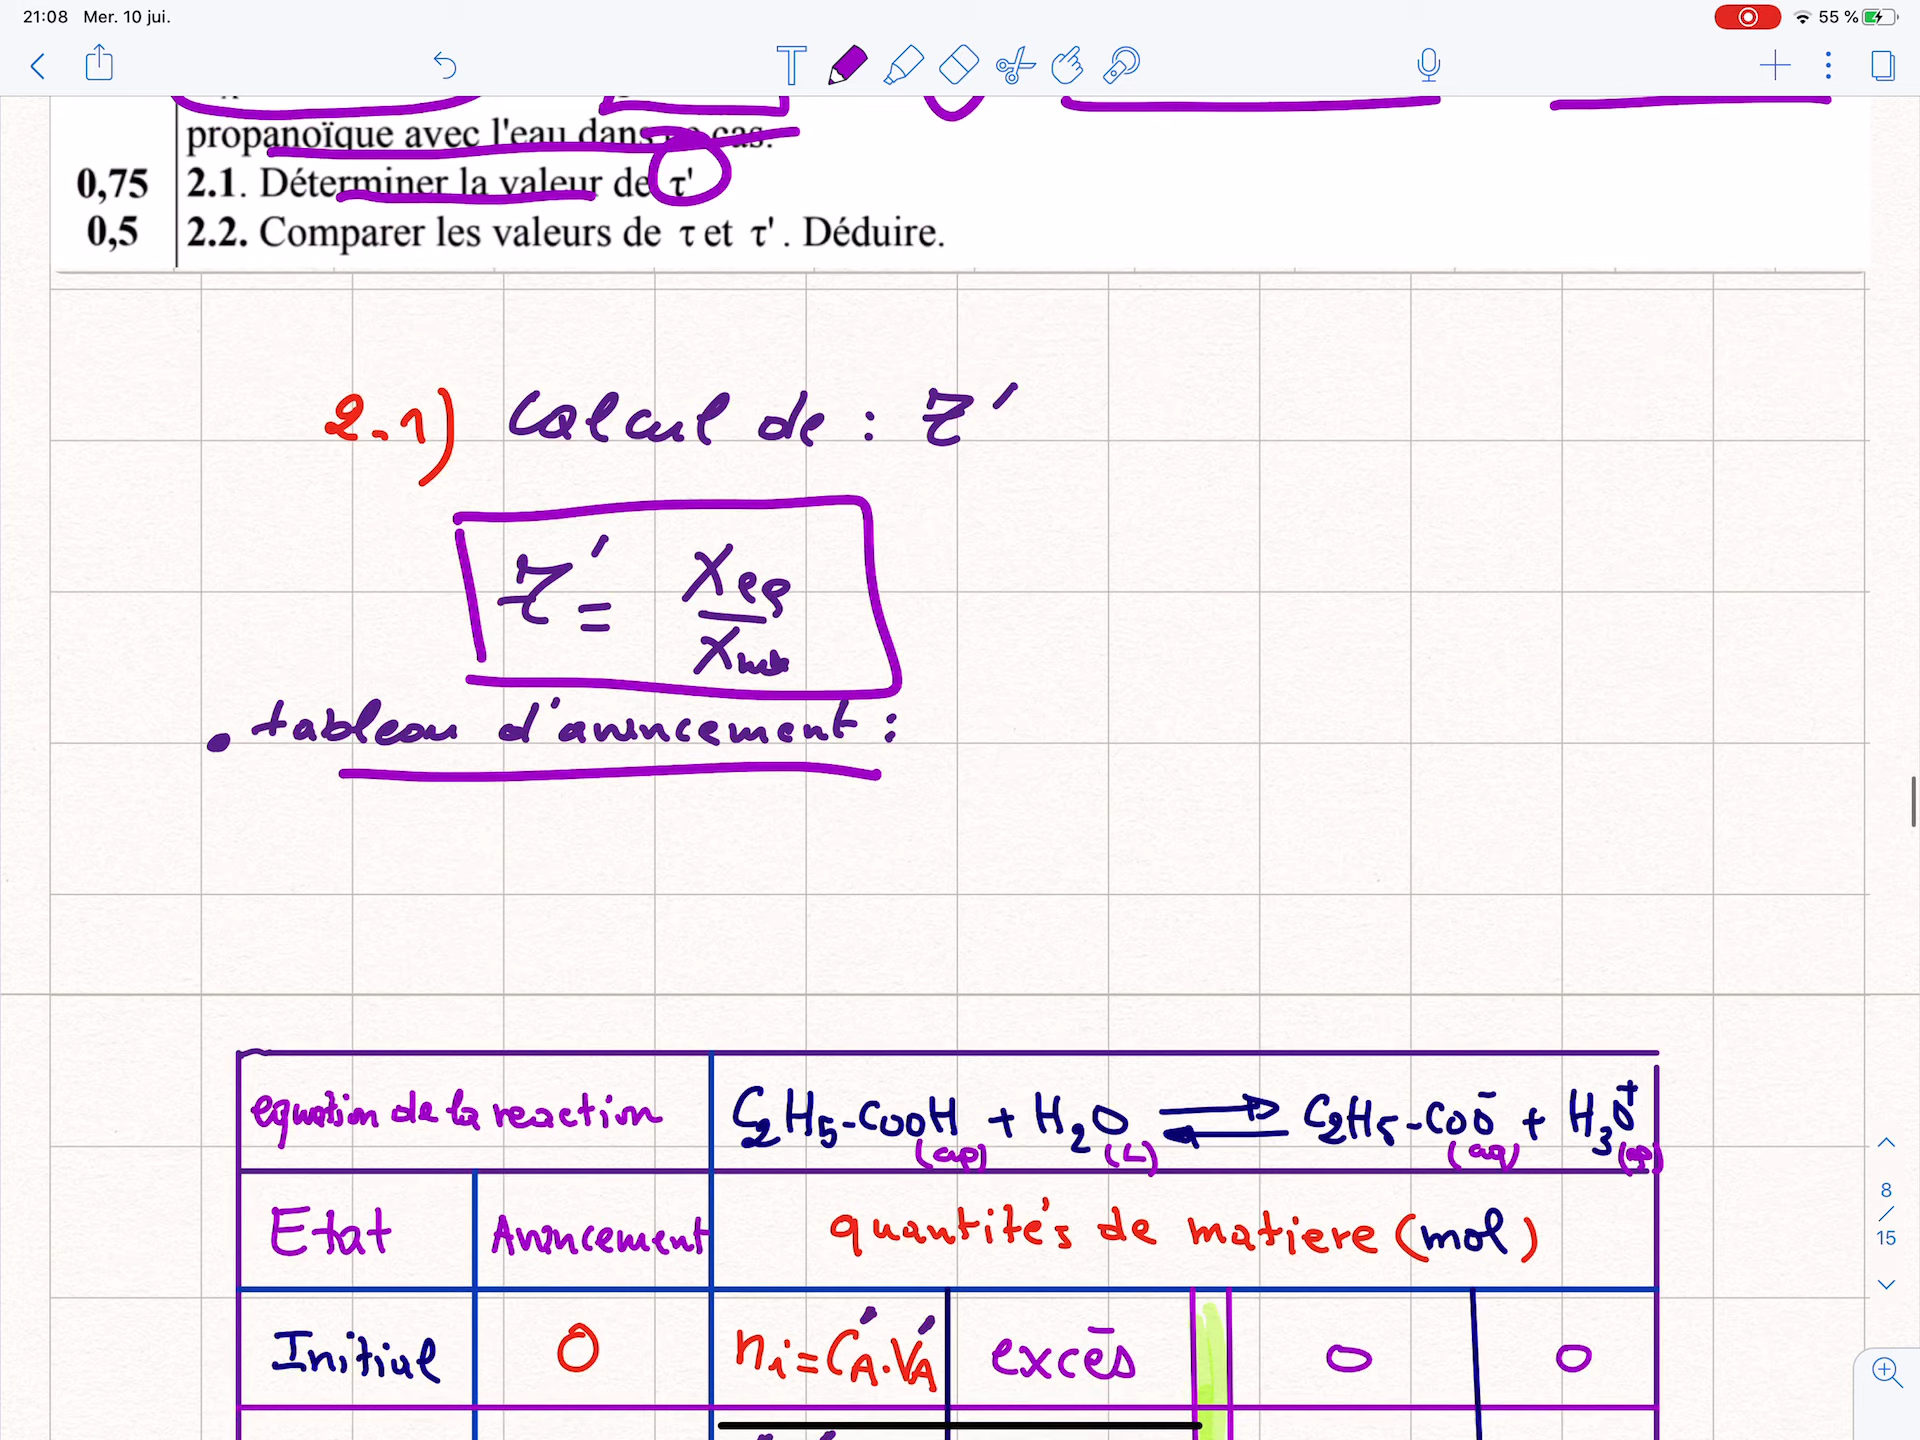 21:08 Mer. 10 jui. 55 %
propanoïque avec l'eau dans ce cas.
0,75 2.1. Déterminer la valeur de τ'
0,5 2.2. Comparer les valeurs de τ et τ'. Déduire.
2.1) Calcul de : τ'
τ' = Xeq
Xmax
• tableau d'avancement :
equation de la reaction C2H5-COOH(aq) + H2O(L) ⇌ C2H5-COO⁻(aq) + H3O⁺(aq)
Etat Avancement quantités de matiere (mol)
Initial 0 ni = C'A.V'A excès 0 0
8
/
15